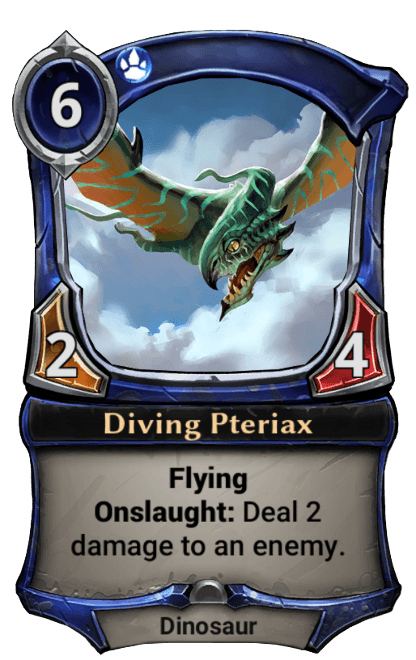 6
2
4
Diving Pteriax
Flying
Onslaught: Deal 2
damage to an enemy.
Dinosaur